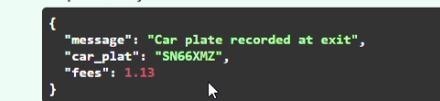 {
"message": "Car plate recorded at exit",
"car_plat": "SN66XMZ",
"fees": 1.13
}